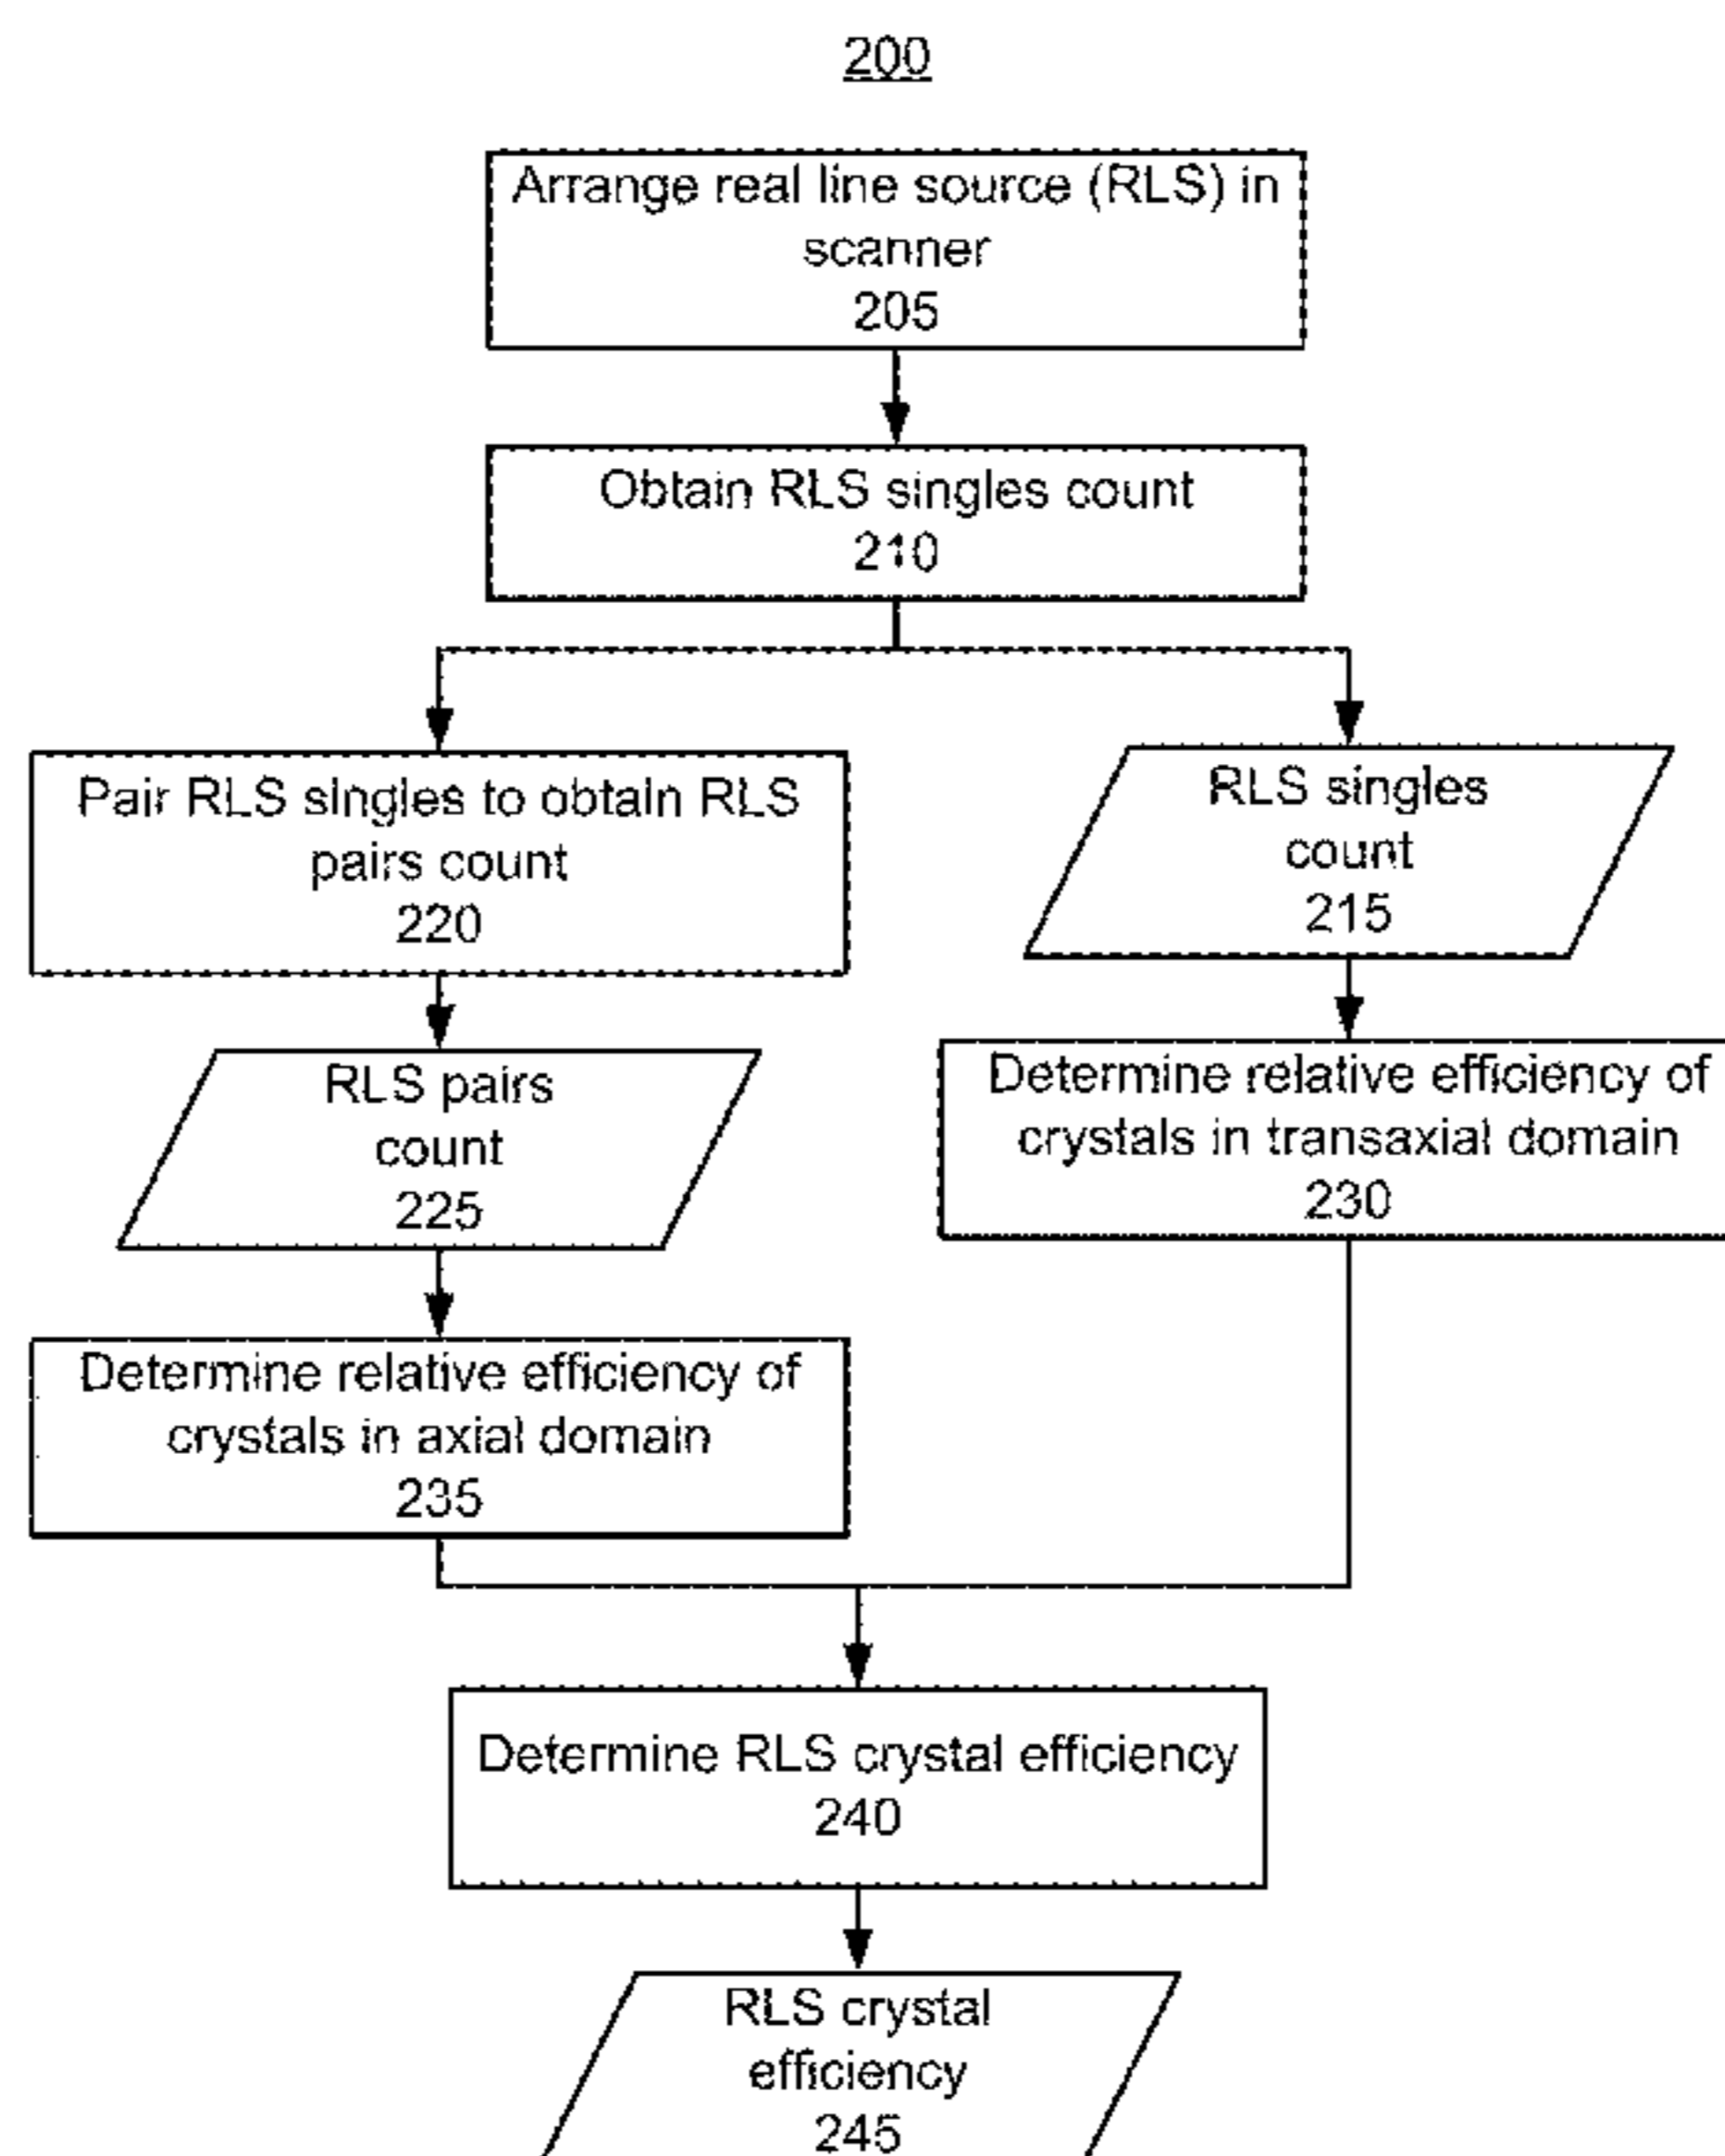 200
Arrange real line source (RLS) in
scanner
205
Obtain RLS singles count
210
Pair RLS singles to obtain RLS
pairs count
220
RLS singles
count
215
RLS pairs
count
225
Determine relative efficiency of
crystals in transaxial domain
230
Determine relative efficiency of
crystals in axial domain
235
Determine RLS crystal efficiency
240
RLS crystal
efficiency
245